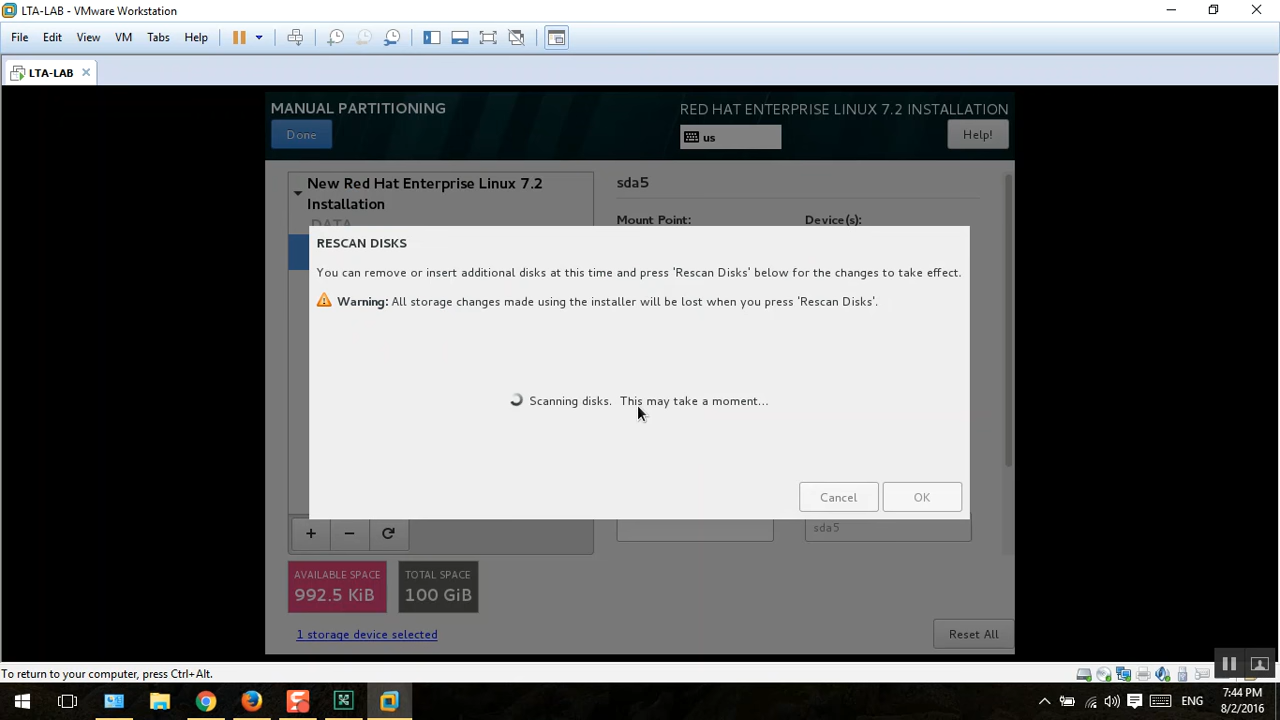 LTA-LAB - VMware Workstation
File Edit View VM Tabs Help
LTA-LAB
MANUAL PARTITIONING
RED HAT ENTERPRISE LINUX 7.2 INSTALLATION
Done
us
Help!
New Red Hat Enterprise Linux 7.2
Installation
DATA
sda5
Mount Point:
Device(s):
RESCAN DISKS
You can remove or insert additional disks at this time and press 'Rescan Disks' below for the changes to take effect.
Warning: All storage changes made using the installer will be lost when you press 'Rescan Disks'.
Scanning disks. This may take a moment...
Cancel
OK
sda5
AVAILABLE SPACE
992.5 KiB
TOTAL SPACE
100 GiB
1 storage device selected
Reset All
To return to your computer, press Ctrl+Alt.
ENG
7:44 PM
8/2/2016